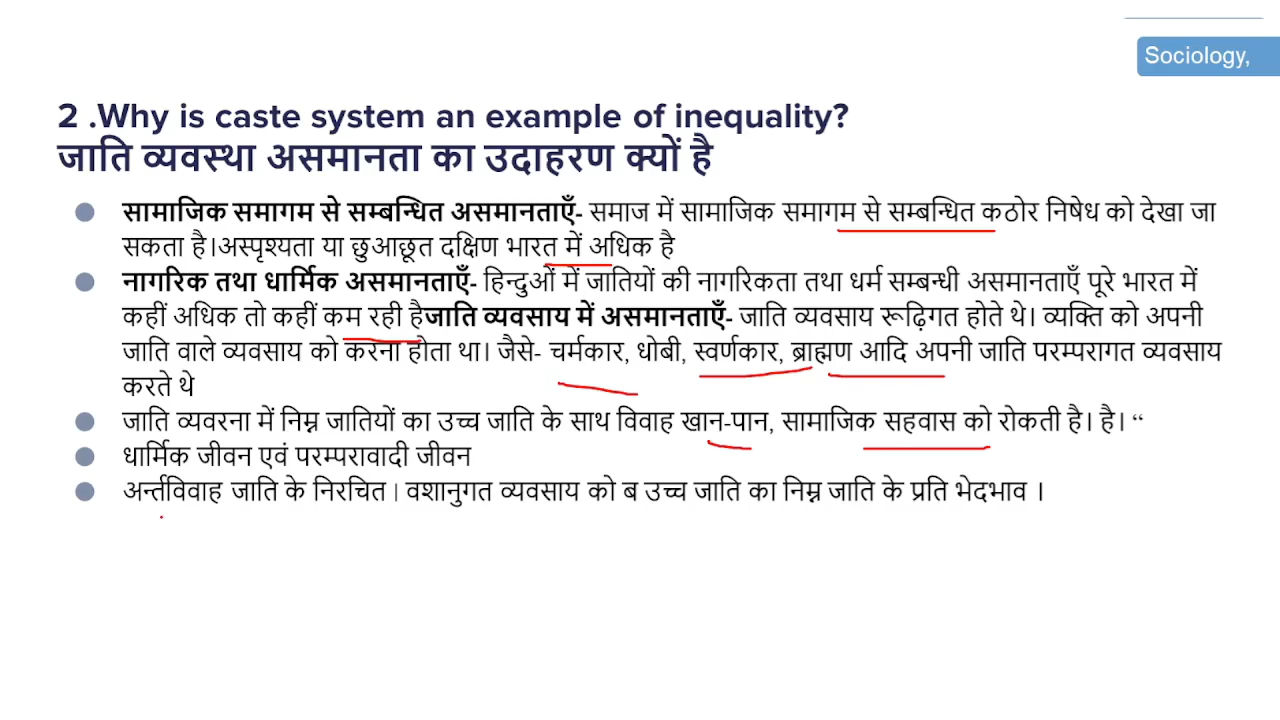 Sociology,
2 .Why is caste system an example of inequality?
जाति व्यवस्था असमानता का उदाहरण क्यों है
सामाजिक समागम से सम्बन्धित असमानताएँ- समाज में सामाजिक समागम से सम्बन्धित कठोर निषेध को देखा जा
सकता है।अस्पृश्यता या छुआछूत दक्षिण भारत में अधिक है
नागरिक तथा धार्मिक असमानताएँ- हिन्दुओं में जातियों की नागरिकता तथा धर्म सम्बन्धी असमानताएँ पूरे भारत में
कहीं अधिक तो कहीं कम रही हैजाति व्यवसाय में असमानताएँ- जाति व्यवसाय रूढ़िगत होते थे। व्यक्ति को अपनी
जाति वाले व्यवसाय को करना होता था। जैसे- चर्मकार, धोबी, स्वर्णकार, ब्राह्मण आदि अपनी जाति परम्परागत व्यवसाय
करते थे
जाति व्यवरना में निम्न जातियों का उच्च जाति के साथ विवाह खान-पान, सामाजिक सहवास को रोकती है। है। “
धार्मिक जीवन एवं परम्परावादी जीवन
अर्न्तविवाह जाति के निरचित। वशानुगत व्यवसाय को ब उच्च जाति का निम्न जाति के प्रति भेदभाव ।